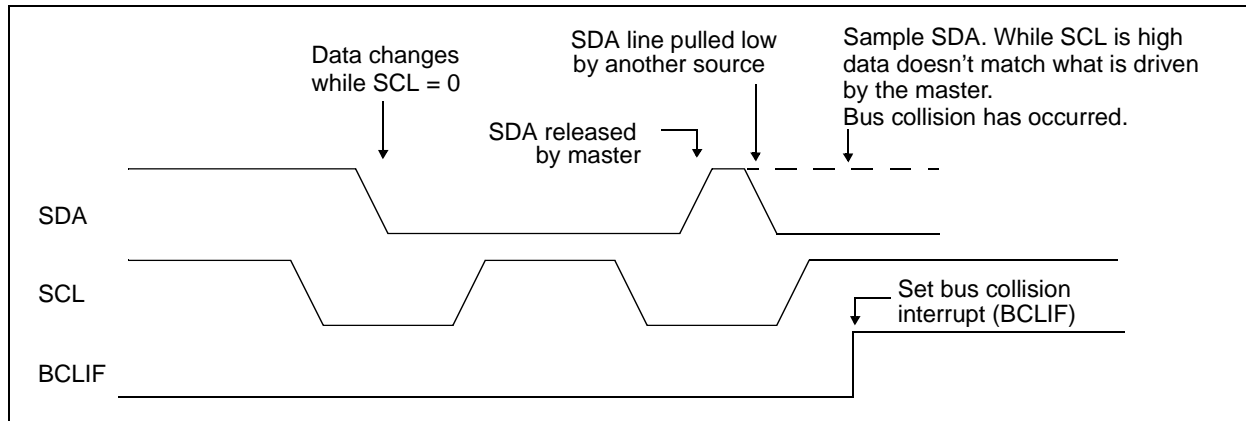 Data changes
while SCL = 0
SDA line pulled low
by another source
Sample SDA. While SCL is high
data doesn't match what is driven
by the master.
Bus collision has occurred.
SDA released
by master
SDA
SCL
Set bus collision
interrupt (BCLIF)
BCLIF